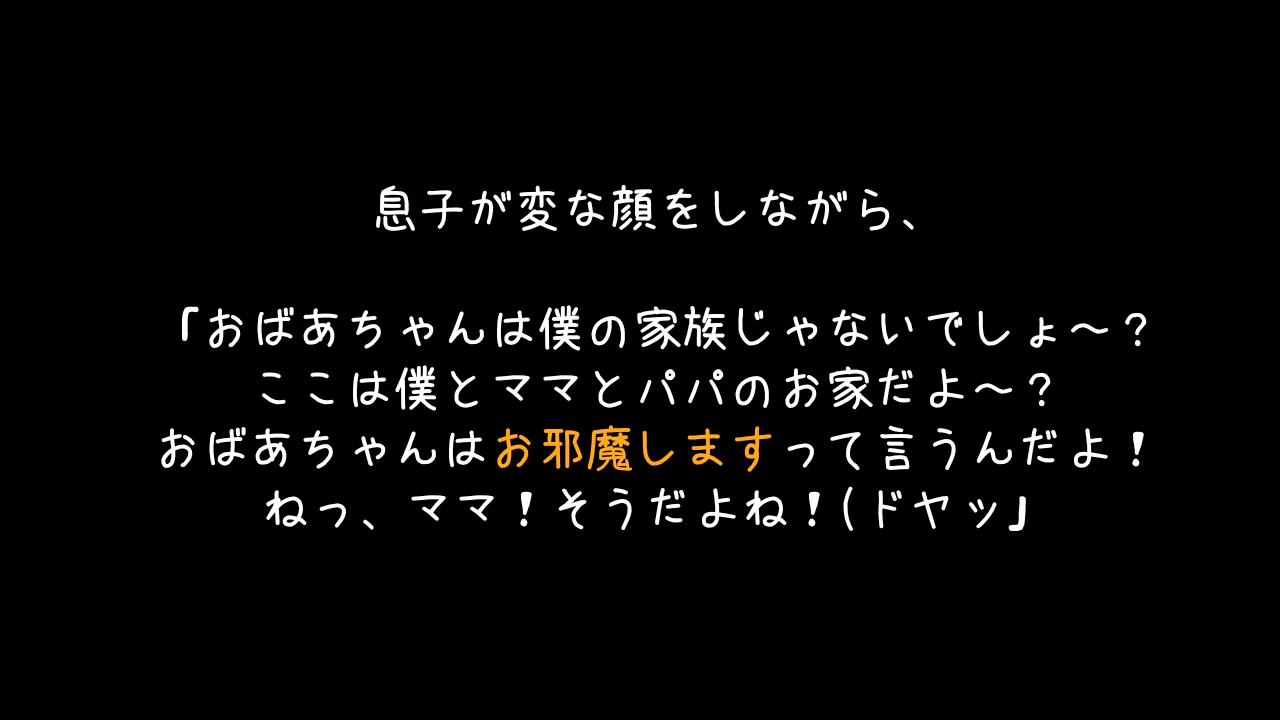 息子が変な顔をしながら、
「おばあちゃんは僕の家族じゃないでしょ〜？
ここは僕とママとパパのお家だよ〜？
おばあちゃんはお邪魔しますって言うんだよ！
ねっ、ママ！そうだよね！(ドヤッ」